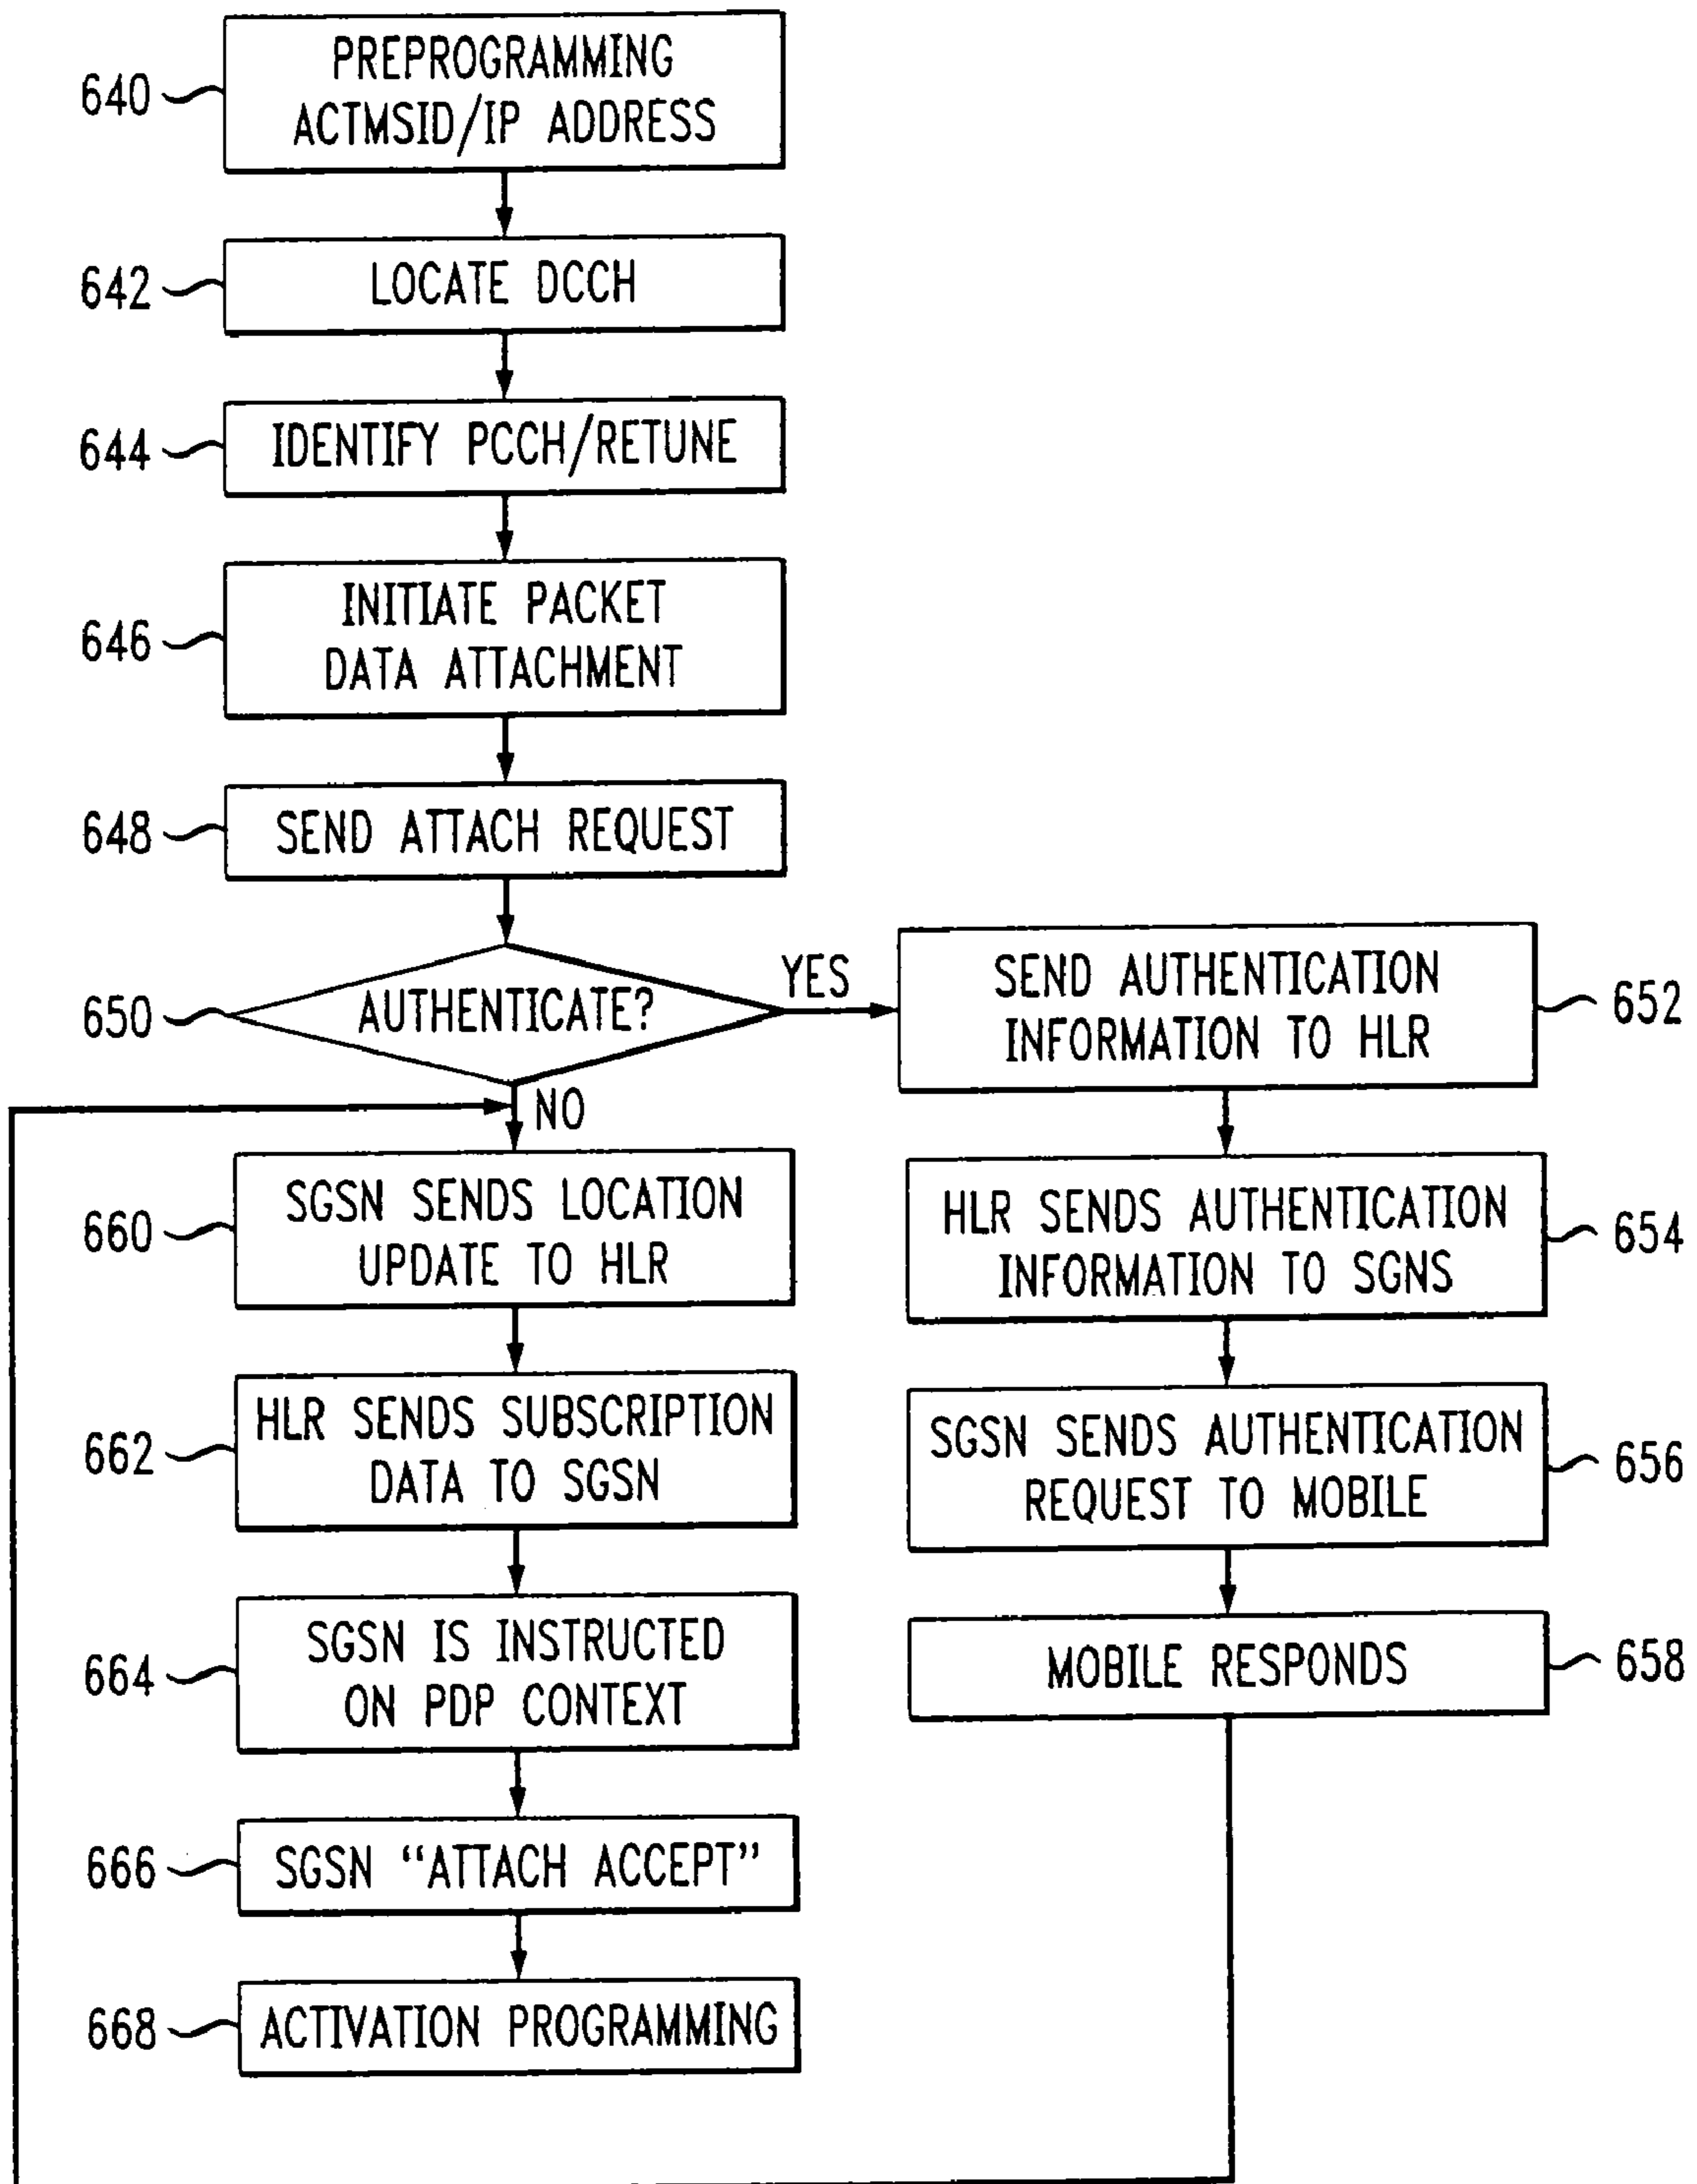 640
PREPROGRAMMING
ACTMSID/IP ADDRESS
642
LOCATE DCCH
644
IDENTIFY PCCH/RETUNE
646
INITIATE PACKET
DATA ATTACHMENT
648
SEND ATTACH REQUEST
650
AUTHENTICATE?
YES
NO
SEND AUTHENTICATION
INFORMATION TO HLR
652
HLR SENDS AUTHENTICATION
INFORMATION TO SGNS
654
SGSN SENDS AUTHENTICATION
REQUEST TO MOBILE
656
MOBILE RESPONDS
658
660
SGSN SENDS LOCATION
UPDATE TO HLR
662
HLR SENDS SUBSCRIPTION
DATA TO SGSN
664
SGSN IS INSTRUCTED
ON PDP CONTEXT
666
SGSN “ATTACH ACCEPT”
668
ACTIVATION PROGRAMMING